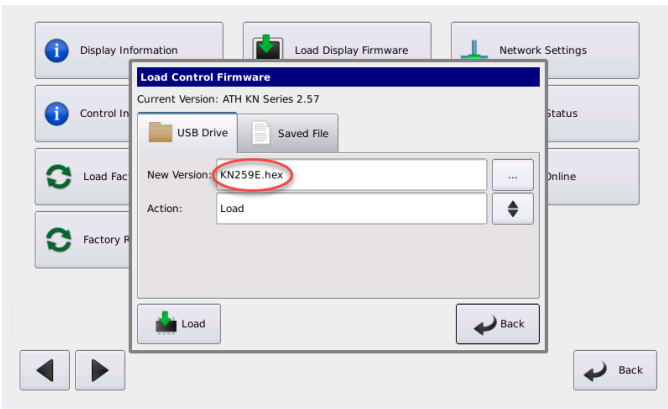 Display Information
Load Display Firmware
Network Settings
Load Control Firmware
Current Version: ATH KN Series 2.57
Control In
Status
USB Drive
Saved File
New Version: KN259E.hex ...
Load Fac
Online
Action: Load
Factory R
Load
Back
Back